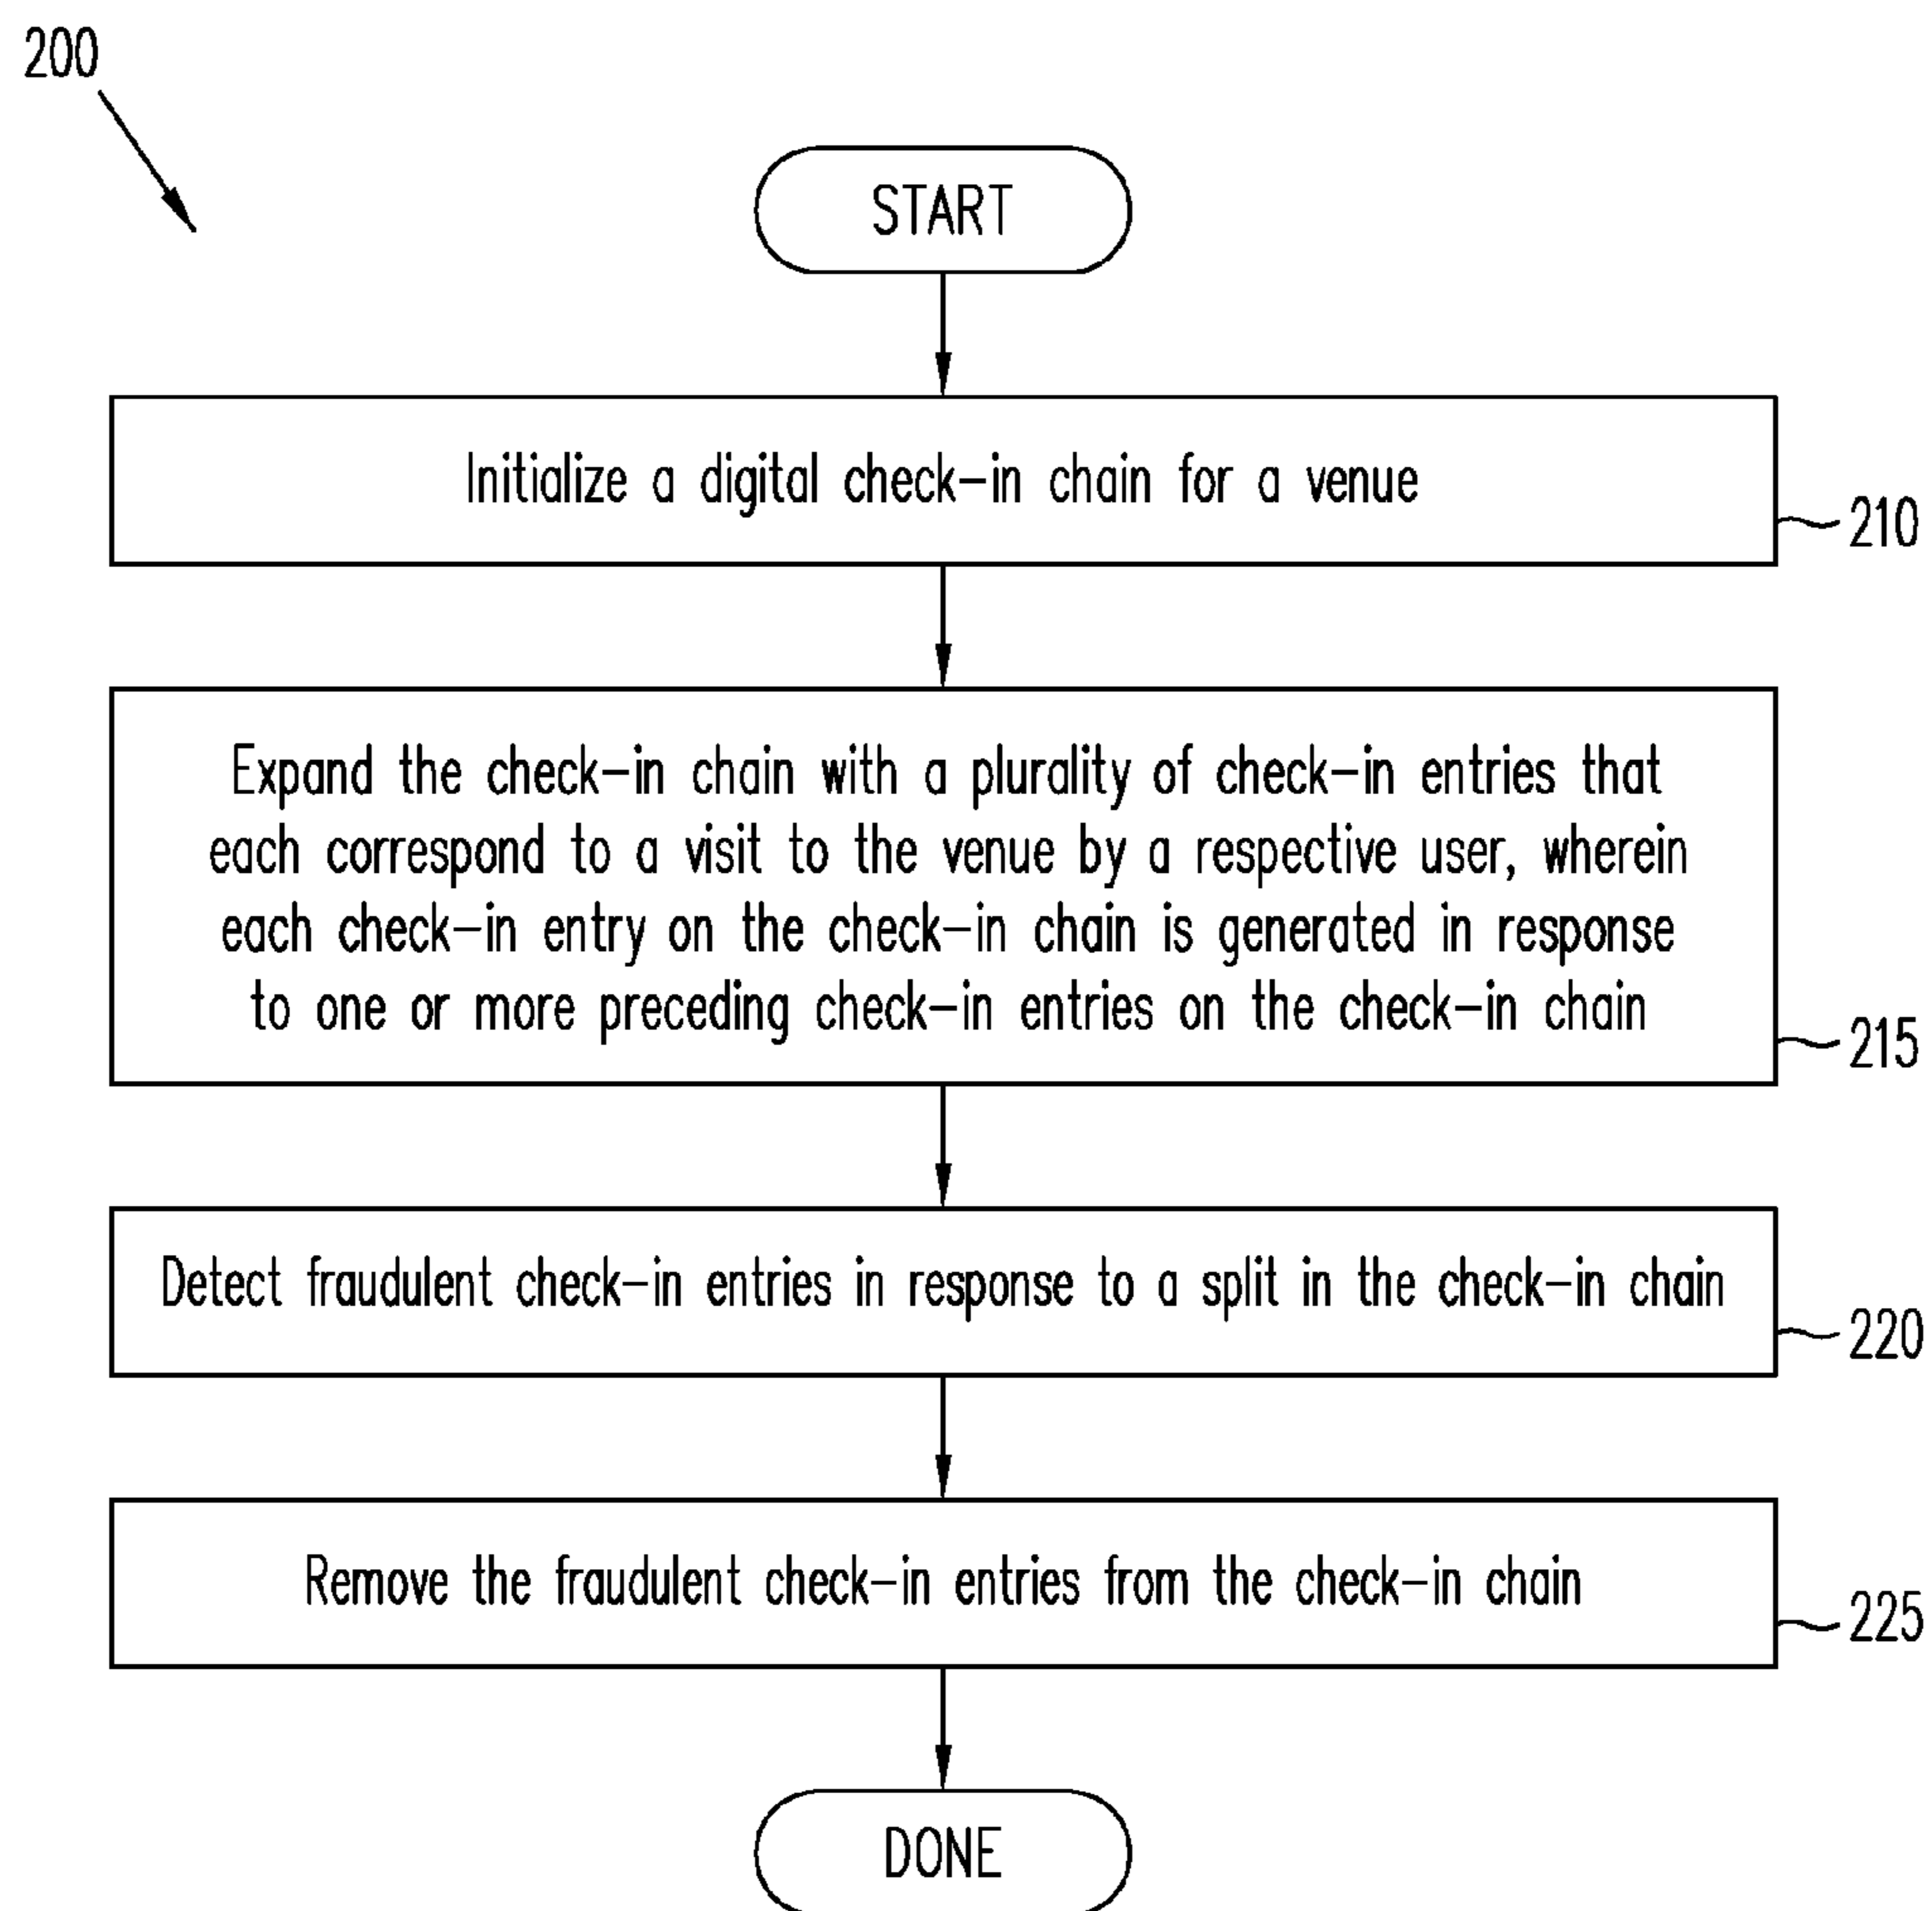 200
START
Initialize a digital check-in chain for a venue
210
Expand the check-in chain with a plurality of check-in entries that
each correspond to a visit to the venue by a respective user, wherein
each check-in entry on the check-in chain is generated in response
to one or more preceding check-in entries on the check-in chain
215
Detect fraudulent check-in entries in response to a split in the check-in chain
220
Remove the fraudulent check-in entries from the check-in chain
225
DONE